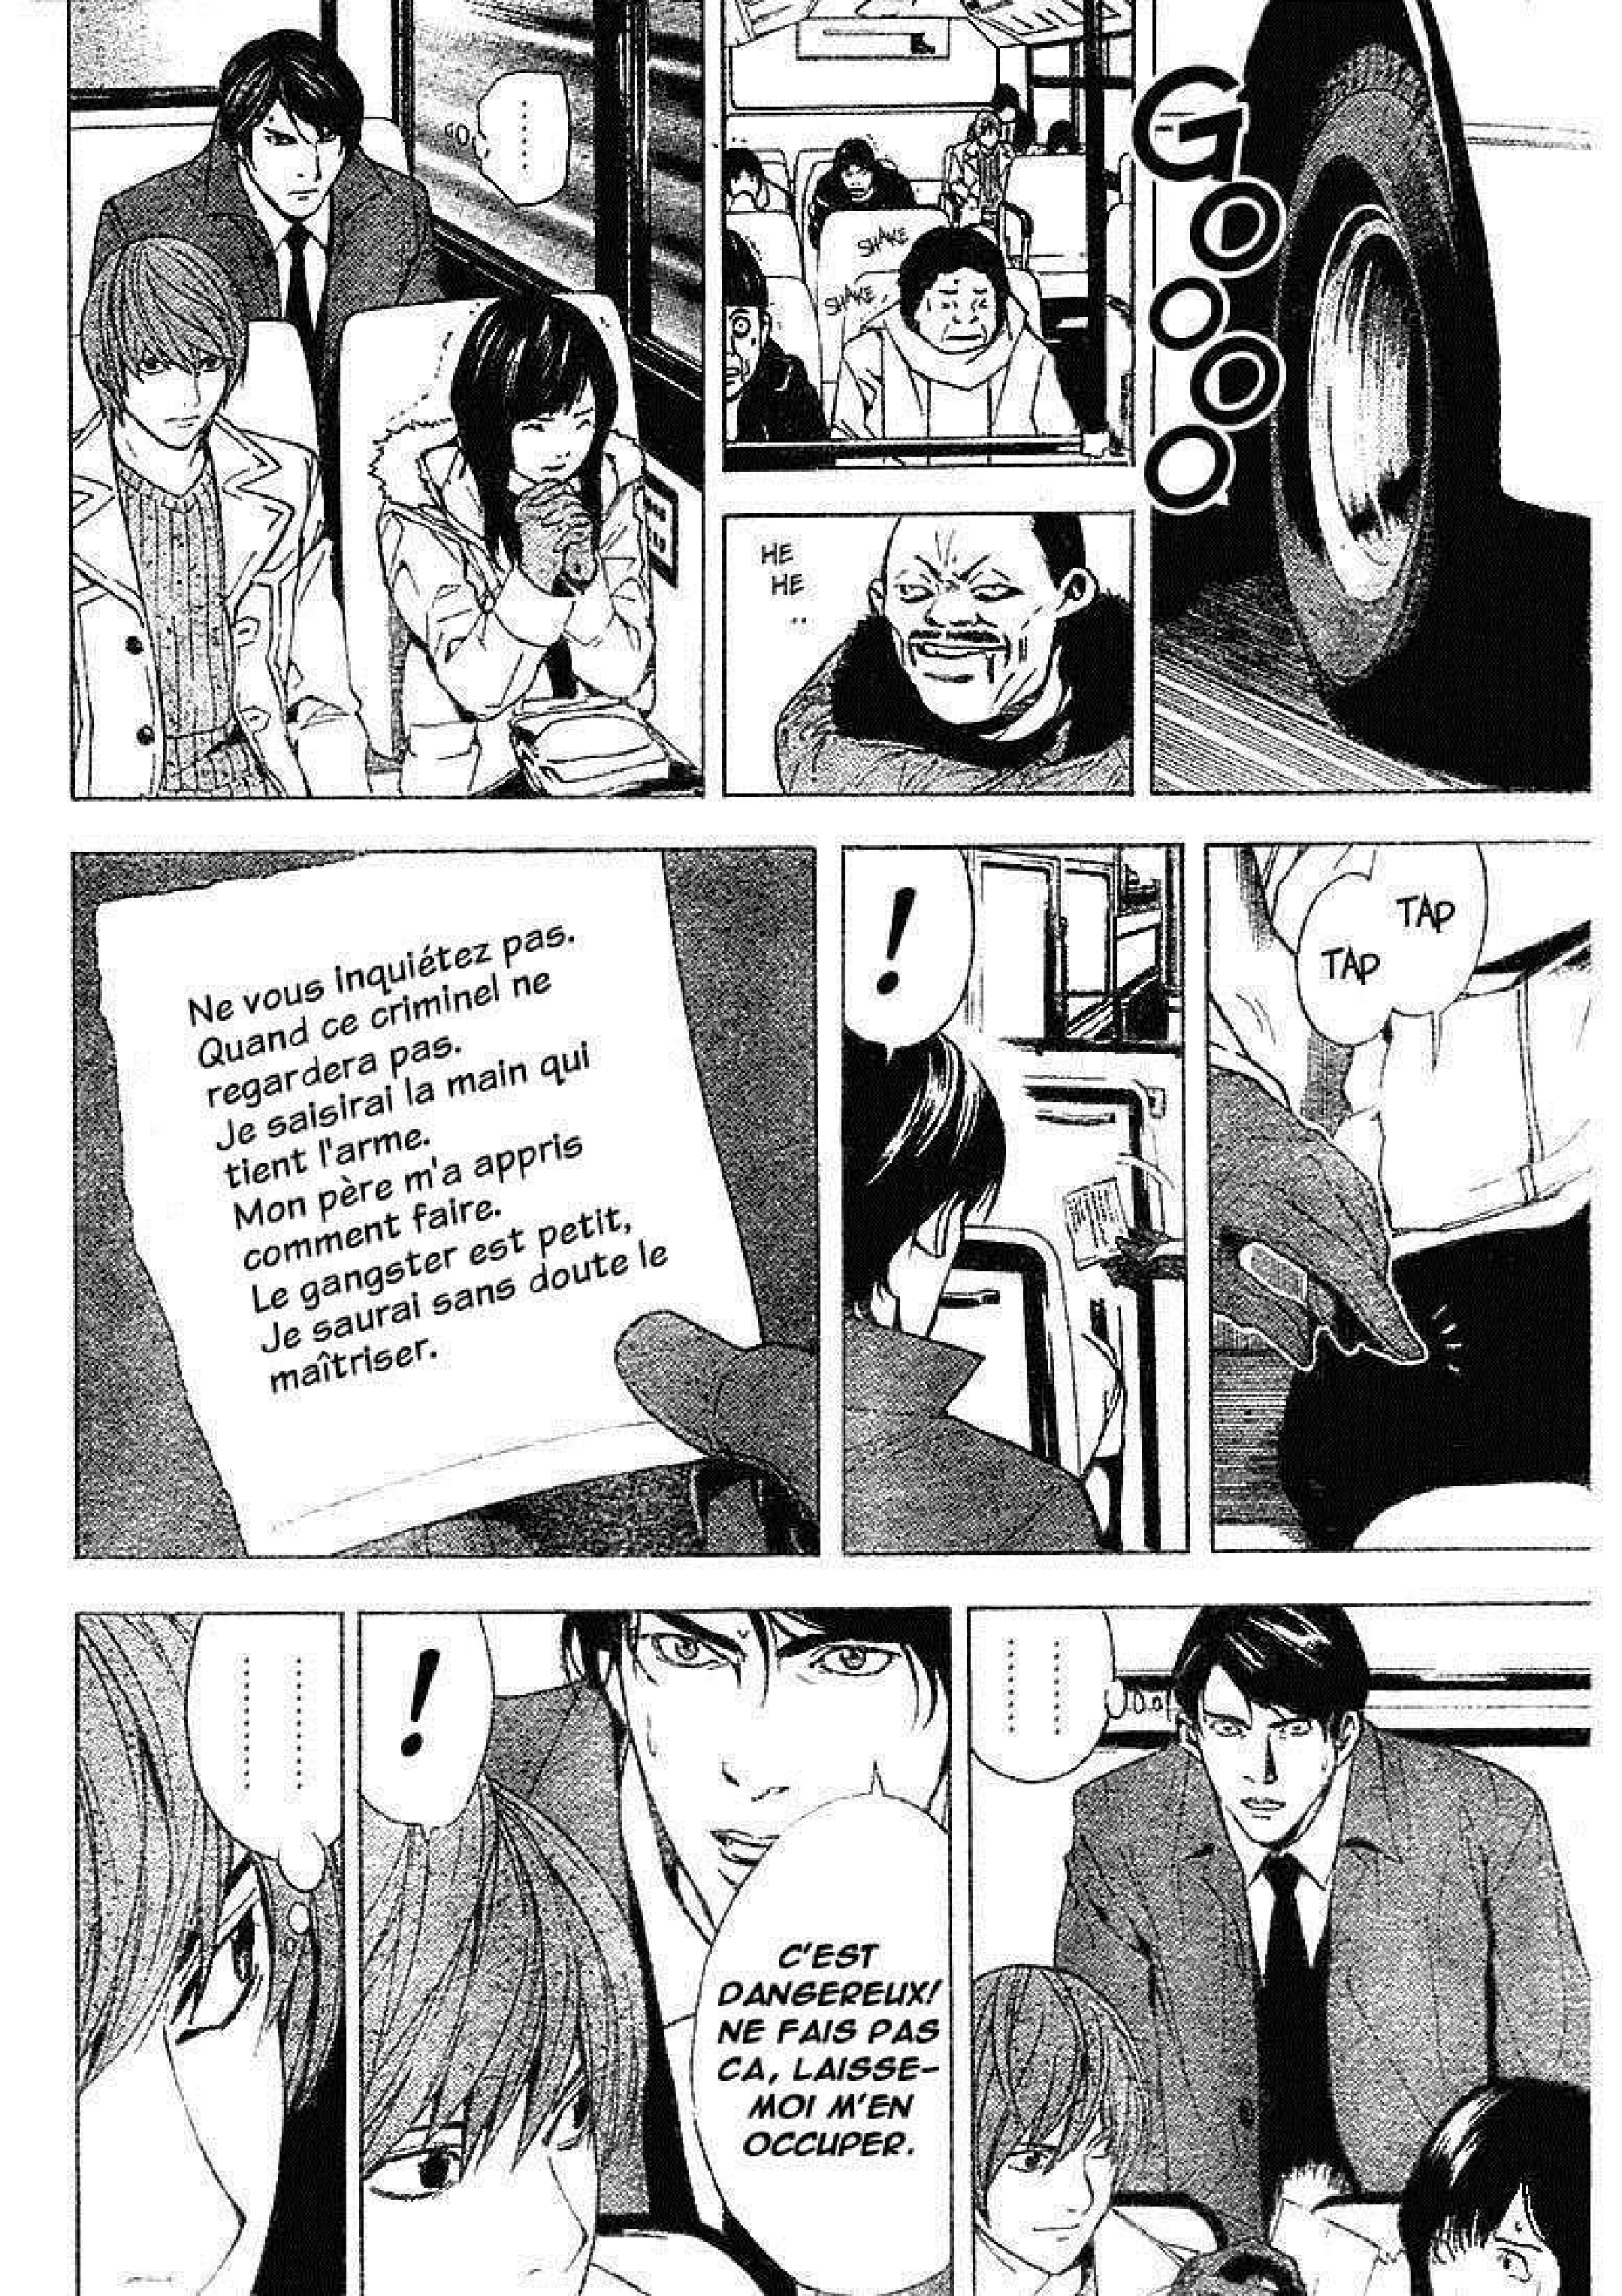 GOOOO
SHAKE
SHAKE
HE
HE
..
........
TAP
TAP
!
Ne vous inquiétez pas.
Quand ce criminel ne
regardera pas.
Je saisirai la main qui
tient l'arme.
Mon père m'a appris
comment faire.
Le gangster est petit,
Je saurai sans doute le
maîtriser.
........
........
!
C'EST
DANGEREUX!
NE FAIS PAS
CA, LAISSE-
MOI M'EN
OCCUPER.
........
........